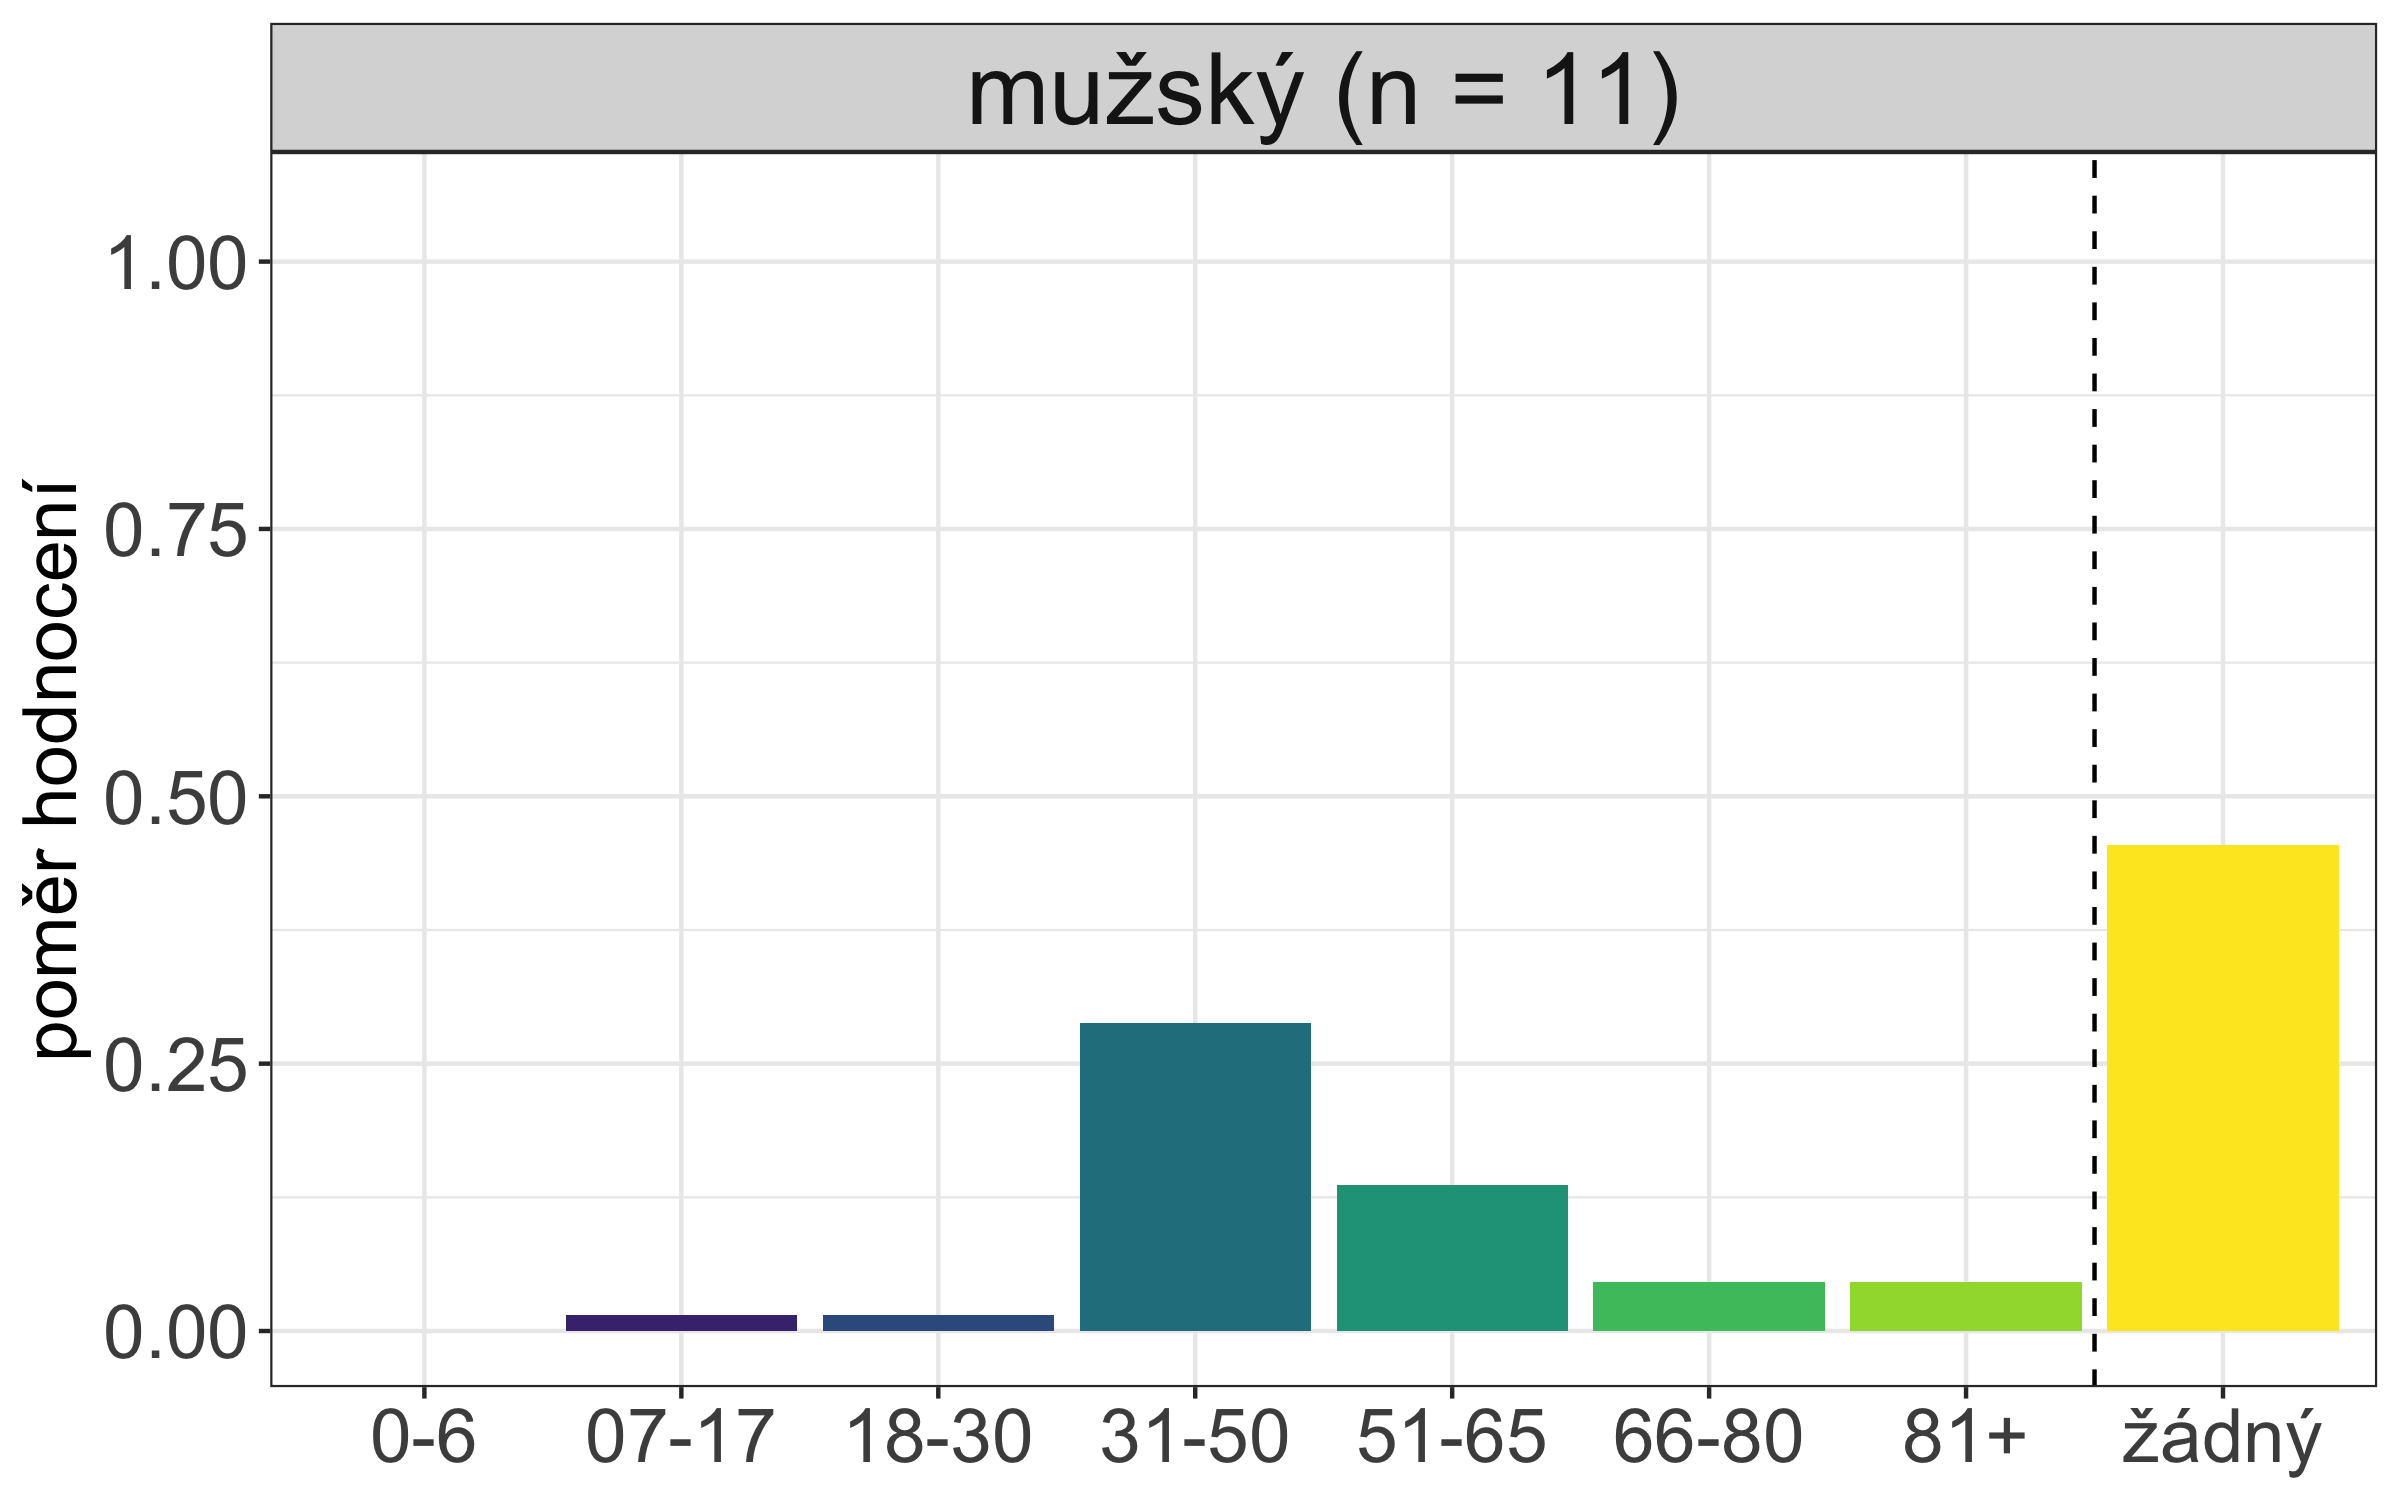 mužský (n = 11)
poměr hodnocení
1.00
0.75
0.50
0.25
0.00
0-6 07-17 18-30 31-50 51-65 66-80 81+ žádný